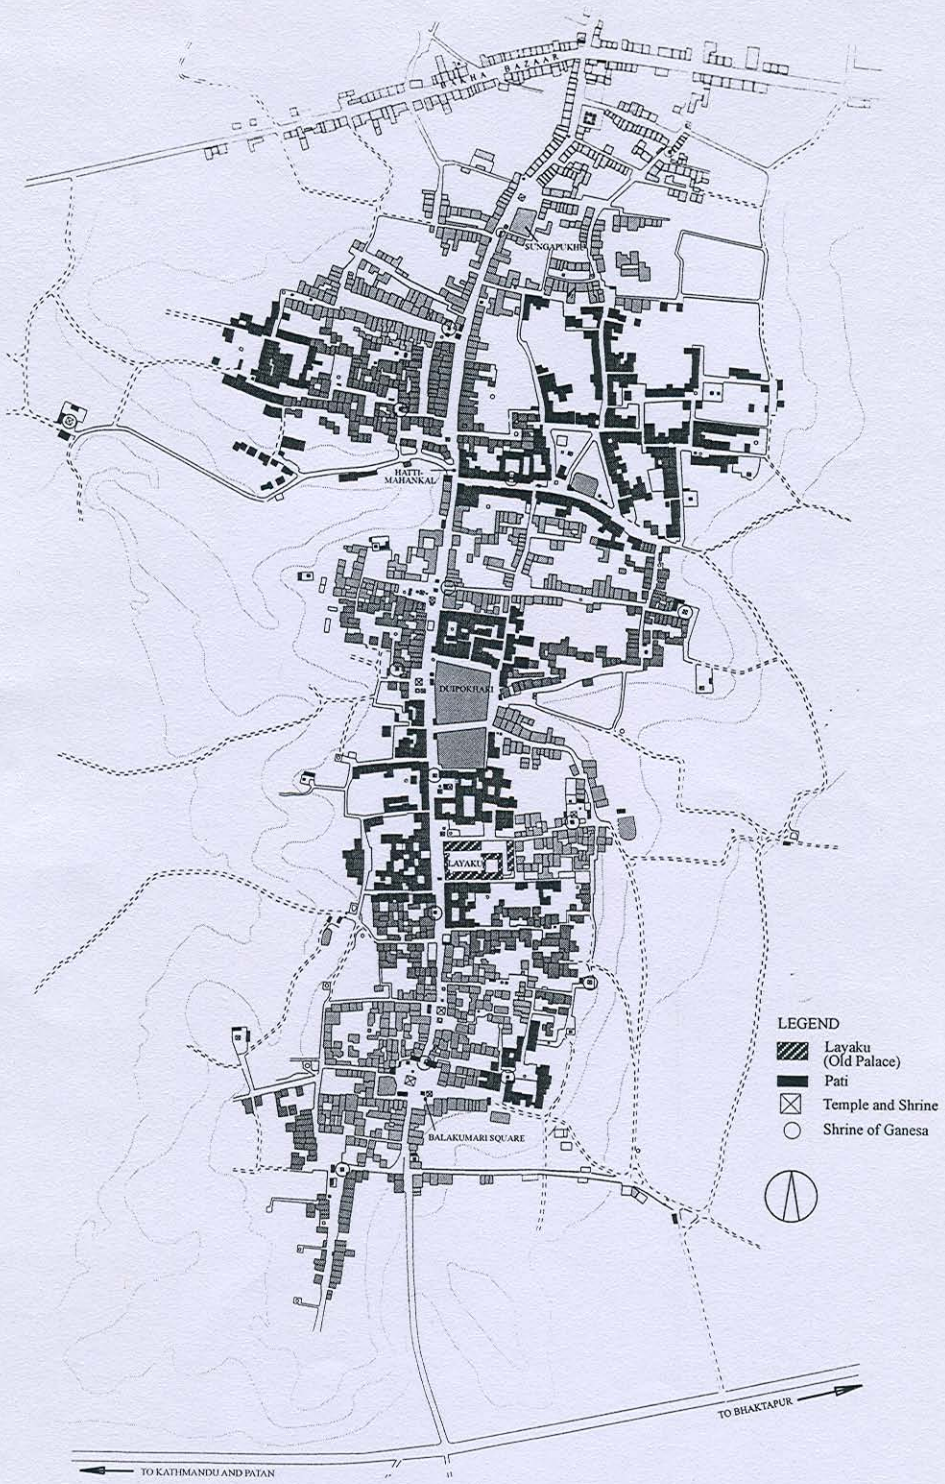 BAZAAR
SUNGAPUKHU
HATTI-
MAHANKAL
DUIPOKHARI
LAYAKU
LEGEND
Layaku
(Old Palace)
Pati
Temple and Shrine
Shrine of Ganesa
BALAKUMARI SQUARE
TO BHAKTAPUR
TO KATHMANDU AND PATAN